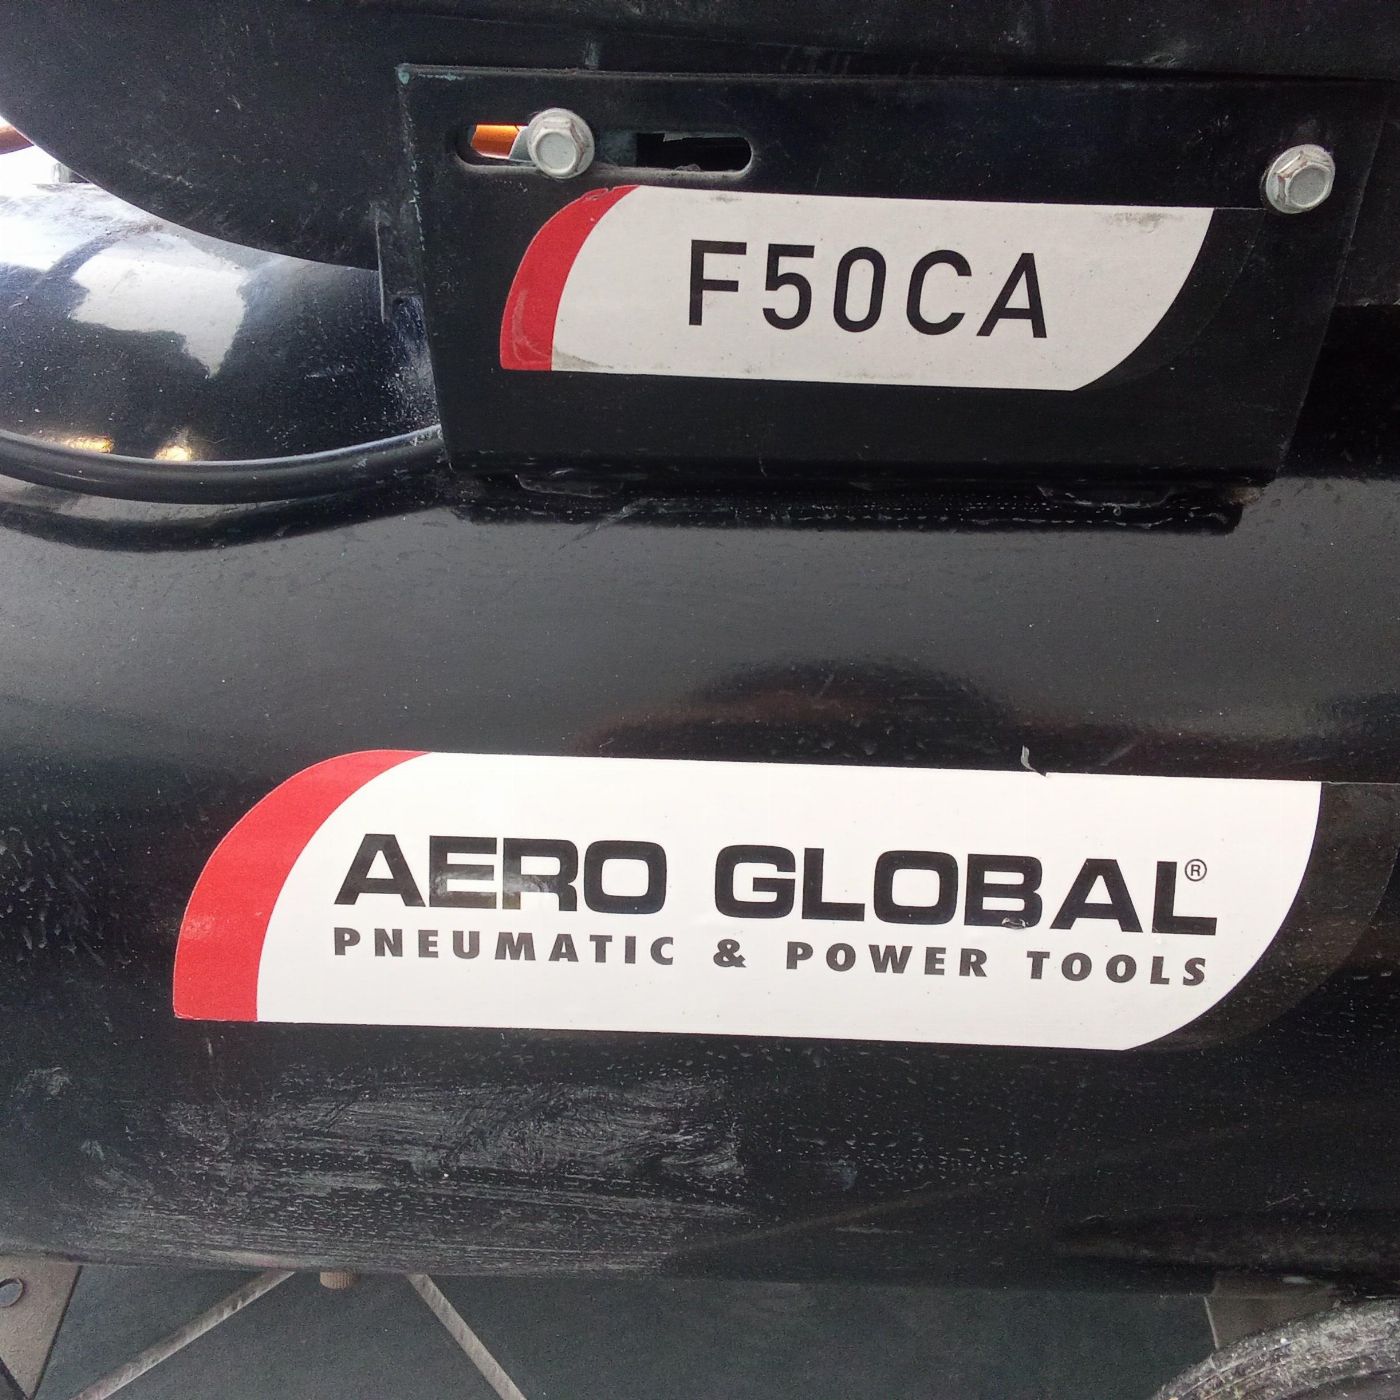 F50CA
AERO GLOBAL®
PNEUMATIC & POWER TOOLS